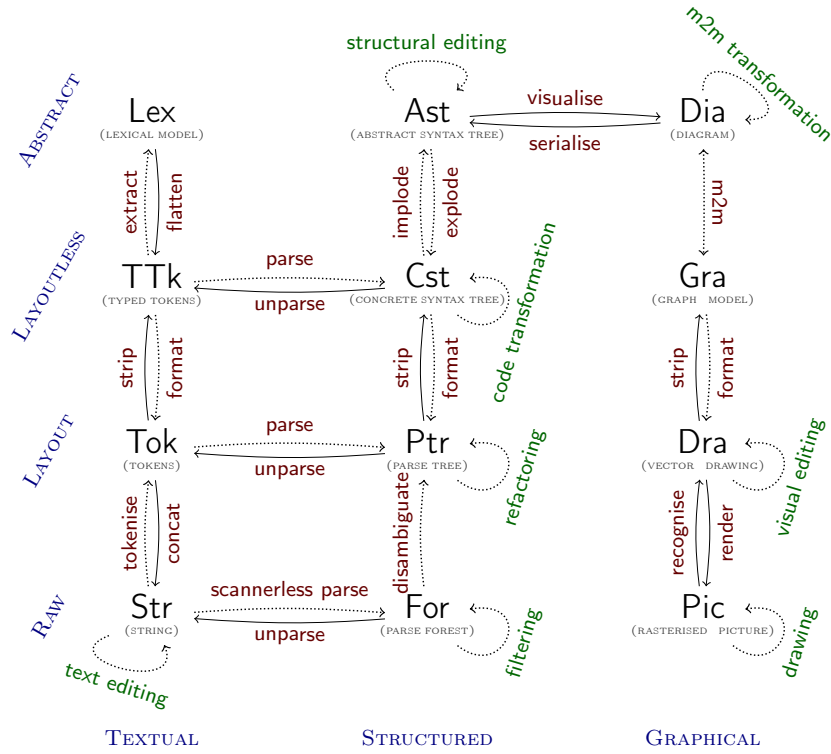 m2m transformation
structural editing
ABSTRACT
Lex
(LEXICAL MODEL)
Ast
(ABSTRACT SYNTAX TREE)
visualise
serialise
Dia
(DIAGRAM)
extract
flatten
implode
explode
m2m
LAYOUTLESS
TTk
(TYPED TOKENS)
parse
unparse
Cst
(CONCRETE SYNTAX TREE)
code transformation
Gra
(GRAPH MODEL)
strip
format
strip
format
strip
format
LAYOUT
Tok
(TOKENS)
parse
unparse
Ptr
(PARSE TREE)
refactoring
Dra
(VECTOR DRAWING)
visual editing
tokenise
concat
disambiguate
recognise
render
RAW
Str
(STRING)
scannerless parse
unparse
For
(PARSE FOREST)
filtering
Pic
(RASTERISED PICTURE)
drawing
text editing
TEXTUAL
STRUCTURED
GRAPHICAL